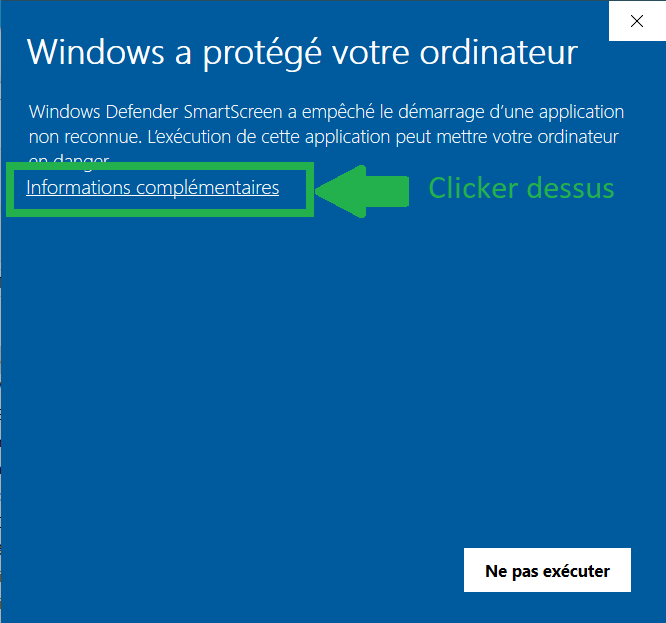 Windows a protégé votre ordinateur
Windows Defender SmartScreen a empêché le démarrage d'une application
non reconnue. L'exécution de cette application peut mettre votre ordinateur
en danger.
Informations complémentaires
Clicker dessus
Ne pas exécuter